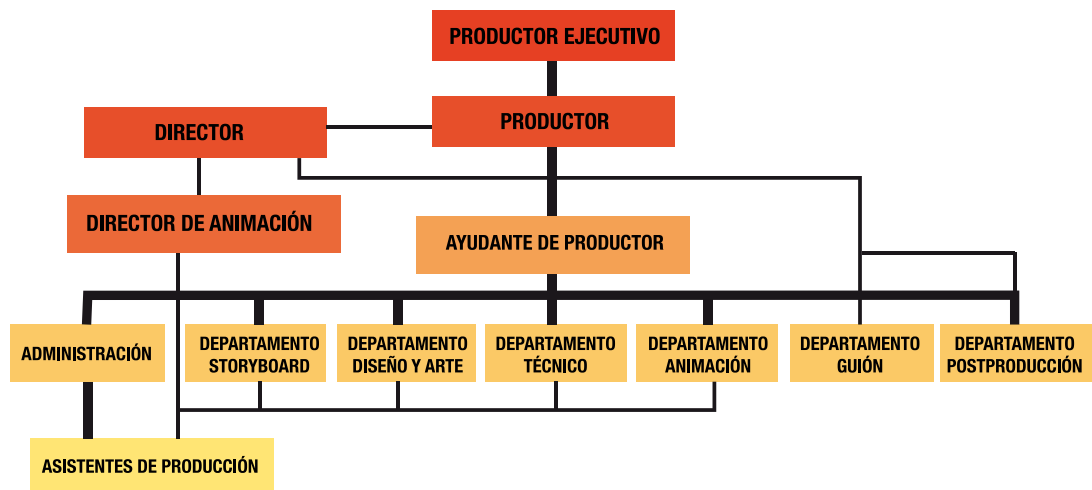 PRODUCTOR EJECUTIVO
PRODUCTOR
DIRECTOR
DIRECTOR DE ANIMACIÓN
AYUDANTE DE PRODUCTOR
ADMINISTRACIÓN
DEPARTAMENTO
STORYBOARD
DEPARTAMENTO
DISEÑO Y ARTE
DEPARTAMENTO
TÉCNICO
DEPARTAMENTO
ANIMACIÓN
DEPARTAMENTO
GUIÓN
DEPARTAMENTO
POSTPRODUCCIÓN
ASISTENTES DE PRODUCCIÓN